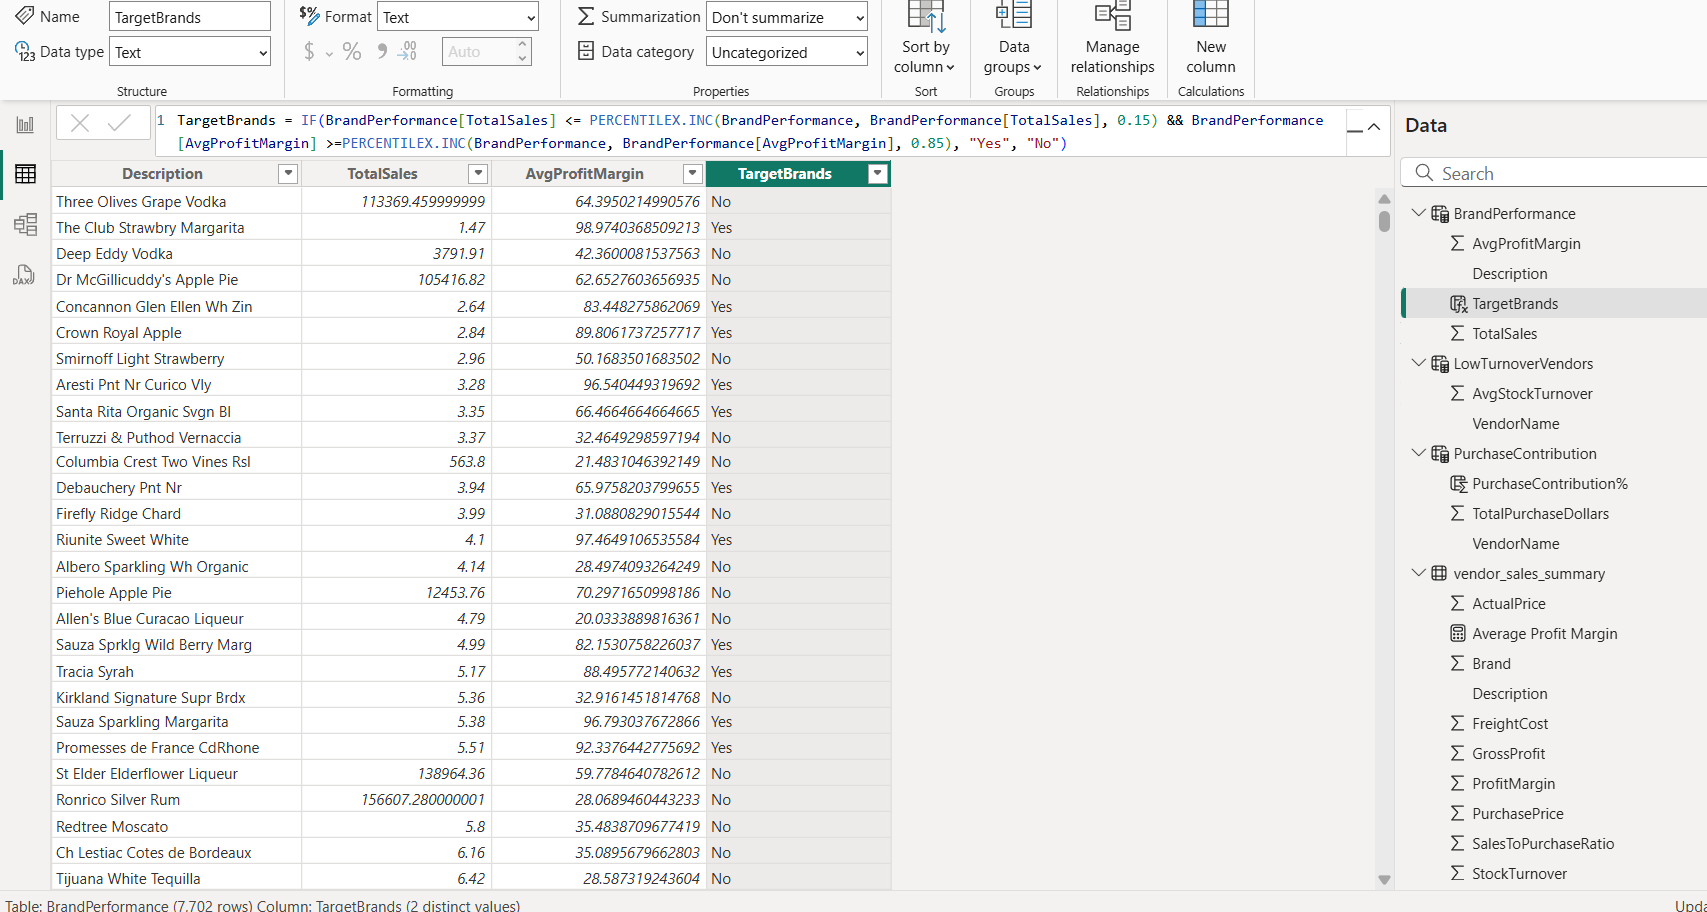 Name TargetBrands Format Text Summarization Don't summarize
Data type Text $ % 9 .00 Auto Data category Uncategorized
Sort by column Data groups Manage relationships New column
Structure Formatting Properties Sort Groups Relationships Calculations
1 TargetBrands = IF(BrandPerformance[TotalSales] <= PERCENTILEX.INC(BrandPerformance, BrandPerformance[TotalSales], 0.15) && BrandPerformance
[AvgProfitMargin] >=PERCENTILEX.INC(BrandPerformance, BrandPerformance[AvgProfitMargin], 0.85), "Yes", "No")
Description TotalSales AvgProfitMargin TargetBrands
Three Olives Grape Vodka 113369.459999999 64.3950214990576 No
The Club Strawbry Margarita 1.47 98.9740368509213 Yes
Deep Eddy Vodka 3791.91 42.3600081537563 No
Dr McGillicuddy's Apple Pie 105416.82 62.6527603656935 No
Concannon Glen Ellen Wh Zin 2.64 83.448275862069 Yes
Crown Royal Apple 2.84 89.8061737257717 Yes
Smirnoff Light Strawberry 2.96 50.1683501683502 No
Aresti Pnt Nr Curico Vly 3.28 96.540449319692 Yes
Santa Rita Organic Svgn Bl 3.35 66.4664664664665 Yes
Terruzzi & Puthod Vernaccia 3.37 32.4649298597194 No
Columbia Crest Two Vines Rsl 563.8 21.4831046392149 No
Debauchery Pnt Nr 3.94 65.9758203799655 Yes
Firefly Ridge Chard 3.99 31.0880829015544 No
Riunite Sweet White 4.1 97.4649106535584 Yes
Albero Sparkling Wh Organic 4.14 28.4974093264249 No
Piehole Apple Pie 12453.76 70.2971650998186 No
Allen's Blue Curacao Liqueur 4.79 20.0333889816361 No
Sauza Sprklg Wild Berry Marg 4.99 82.1530758226037 Yes
Tracia Syrah 5.17 88.495772140632 Yes
Kirkland Signature Supr Brdx 5.36 32.9161451814768 No
Sauza Sparkling Margarita 5.38 96.793037672866 Yes
Promesses de France CdRhone 5.51 92.3376442775692 Yes
St Elder Elderflower Liqueur 138964.36 59.7784640782612 No
Ronrico Silver Rum 156607.280000001 28.0689460443233 No
Redtree Moscato 5.8 35.4838709677419 No
Ch Lestiac Cotes de Bordeaux 6.16 35.0895679662803 No
Tijuana White Tequilla 6.42 28.587319243604 No
Table: BrandPerformance (7,702 rows) Column: TargetBrands (2 distinct values)
DAX
Data
Search
BrandPerformance
AvgProfitMargin
Description
TargetBrands
TotalSales
LowTurnoverVendors
AvgStockTurnover
VendorName
PurchaseContribution
PurchaseContribution%
TotalPurchaseDollars
VendorName
vendor_sales_summary
ActualPrice
Average Profit Margin
Brand
Description
FreightCost
GrossProfit
ProfitMargin
PurchasePrice
SalesToPurchaseRatio
StockTurnover
Upda